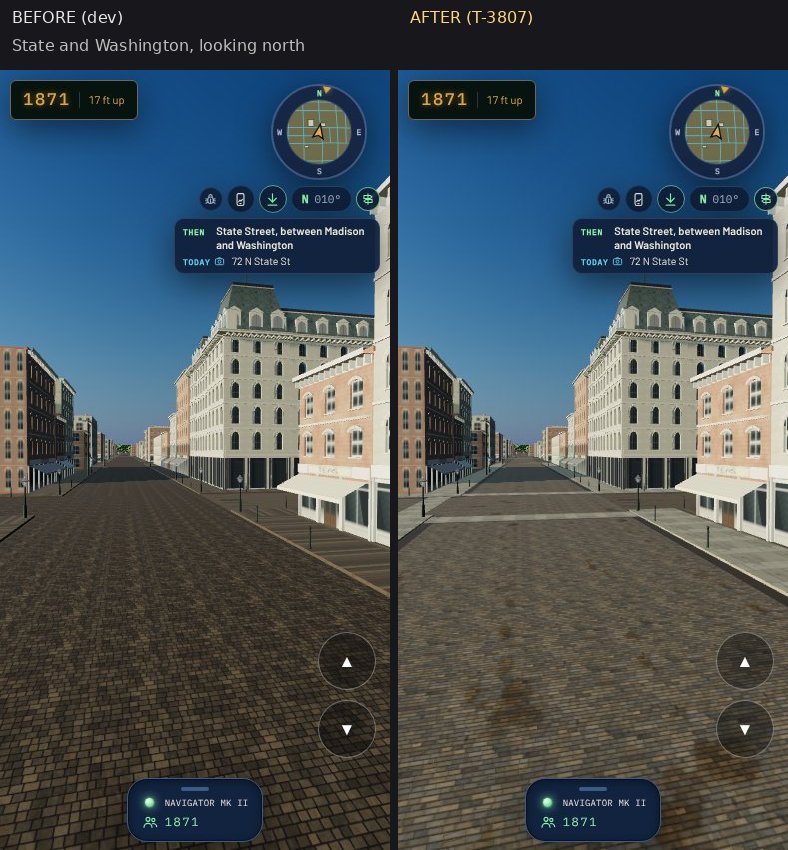 BEFORE (dev)
State and Washington, looking north
AFTER (T-3807)
1871 17 ft up
N
W E
S
N 010°
THEN State Street, between Madison
and Washington
TODAY 72 N State St
NAVIGATOR MK II
1871
1871 17 ft up
N
W E
S
N 010°
THEN State Street, between Madison
and Washington
TODAY 72 N State St
NAVIGATOR MK II
1871